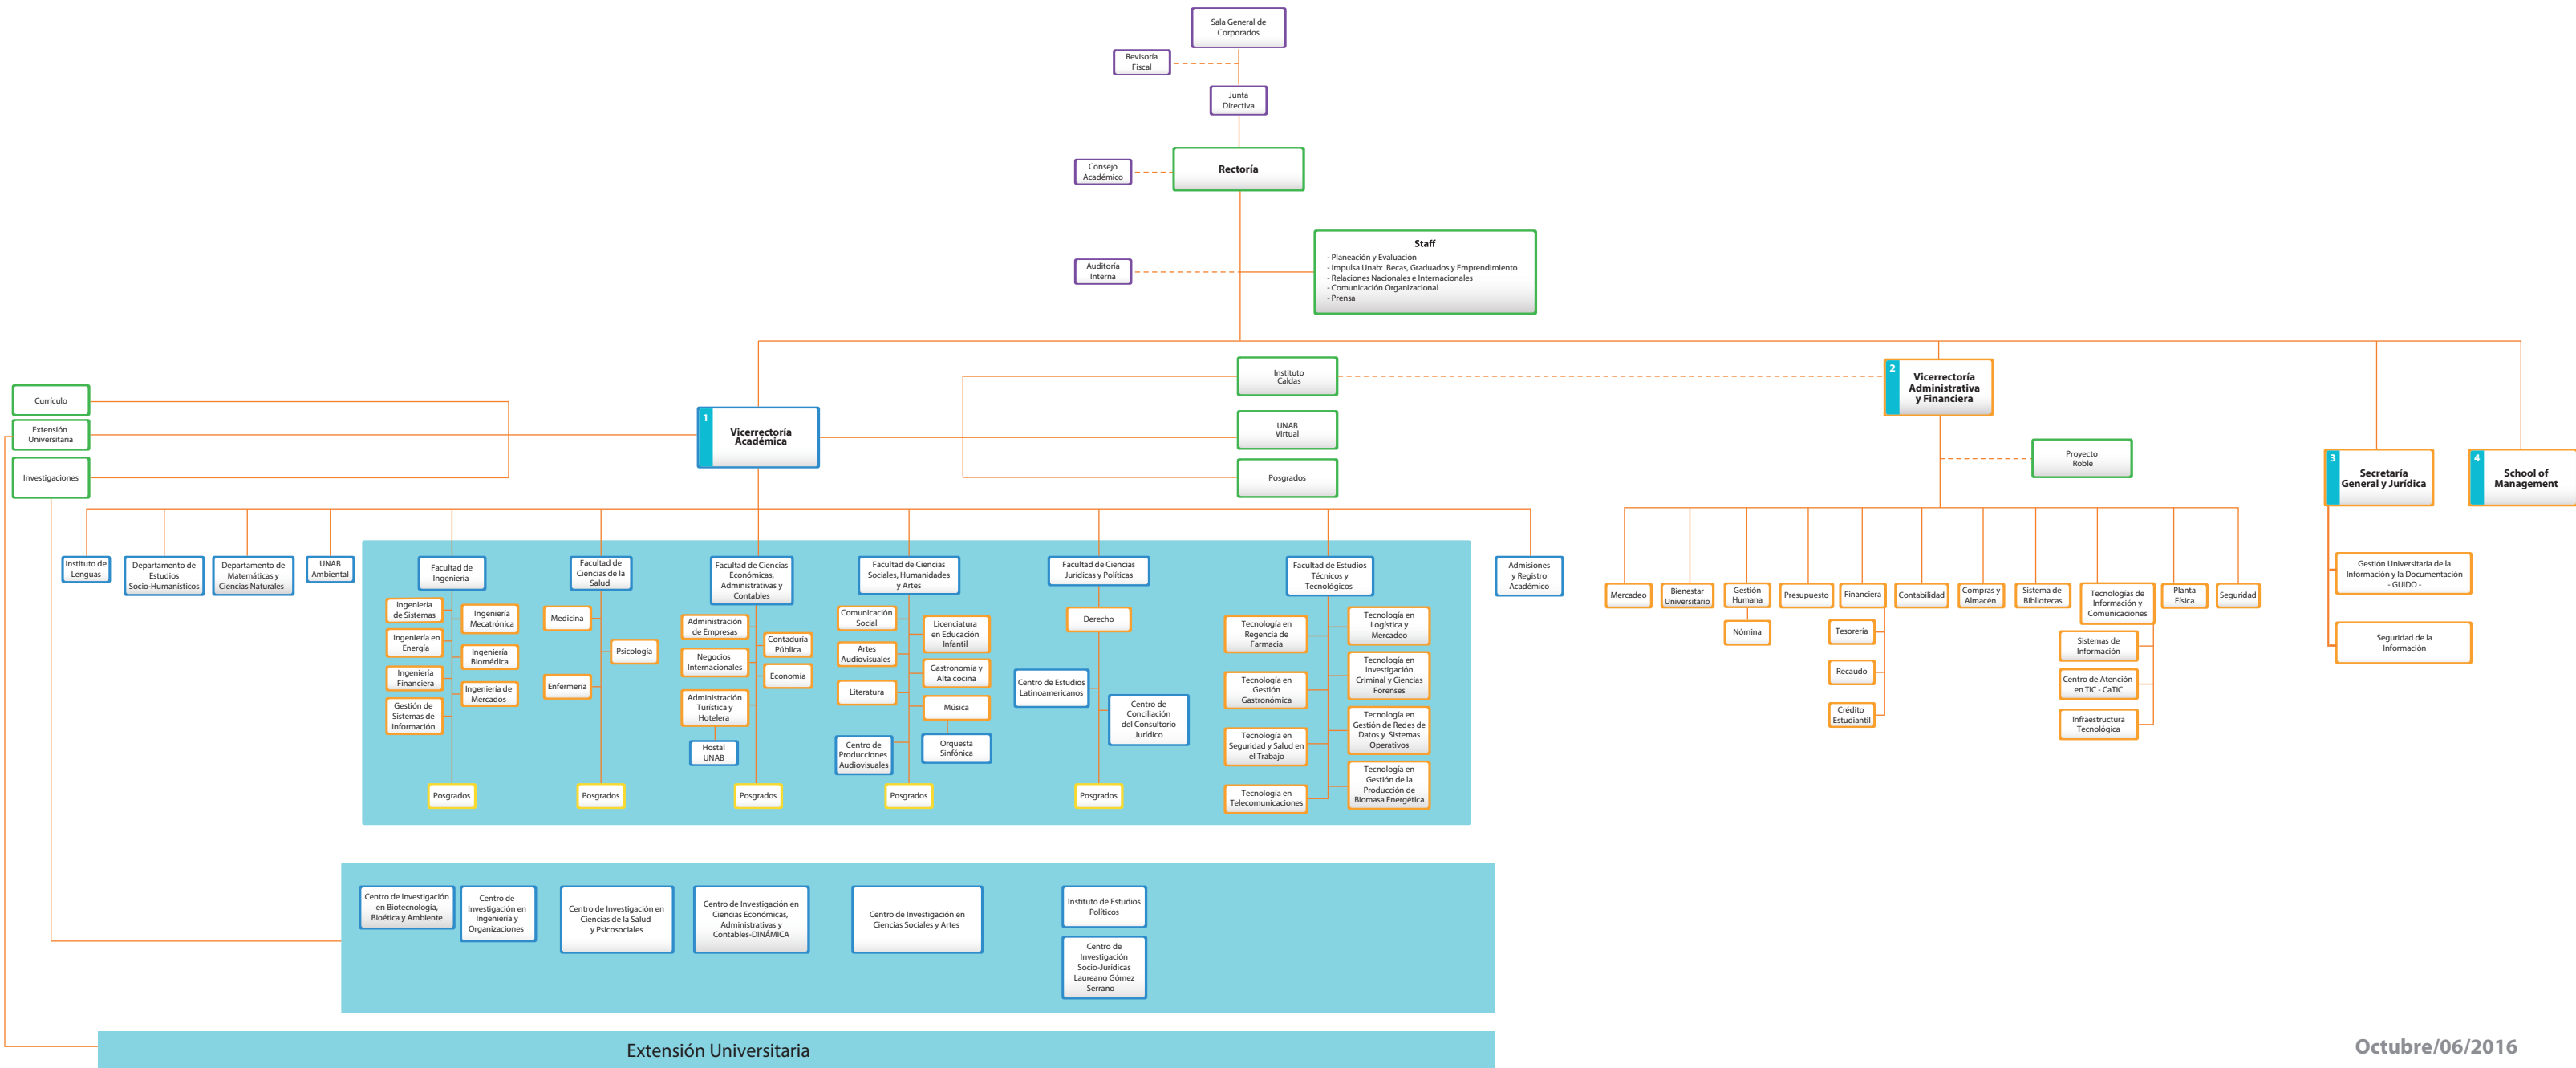 Sala General de
Corporados
Revisoría
Fiscal
Junta
Directiva
Consejo
Académico
Rectoría
Auditoría
Interna
Staff
- Planeación y Evaluación
- Impulsa Unab: Becas, Graduados y Emprendimiento
- Relaciones Nacionales e Internacionales
- Comunicación Organizacional
- Prensa
Currículo
Extensión
Universitaria
Investigaciones
1
Vicerrectoría
Académica
Instituto
Caldas
UNAB
Virtual
Posgrados
2
Vicerrectoría
Administrativa
y Financiera
Proyecto
Roble
3
Secretaría
General y Jurídica
4
School of
Management
Instituto de
Lenguas
Departamento de
Estudios
Socio-Humanísticos
Departamento de
Matemáticas y
Ciencias Naturales
UNAB
Ambiental
Facultad de
Ingeniería
Ingeniería
de Sistemas
Ingeniería
Mecatrónica
Ingeniería en
Energía
Ingeniería
Biomédica
Ingeniería
Financiera
Ingeniería de
Mercados
Gestión de
Sistemas de
Información
Posgrados
Facultad de
Ciencias de la
Salud
Medicina
Psicología
Enfermería
Posgrados
Facultad de Ciencias
Económicas,
Administrativas y
Contables
Administración
de Empresas
Contaduría
Pública
Negocios
Internacionales
Economía
Administración
Turística y
Hotelera
Hostal
UNAB
Posgrados
Facultad de Ciencias
Sociales, Humanidades
y Artes
Comunicación
Social
Licenciatura
en Educación
Infantil
Artes
Audiovisuales
Gastronomía y
Alta cocina
Literatura
Música
Centro de
Producciones
Audiovisuales
Orquesta
Sinfónica
Posgrados
Facultad de Ciencias
Jurídicas y Políticas
Derecho
Centro de Estudios
Latinoamericanos
Centro de
Conciliación
del Consultorio
Jurídico
Posgrados
Facultad de Estudios
Técnicos y
Tecnológicos
Tecnología en
Regencia de
Farmacia
Tecnología en
Logística y
Mercadeo
Tecnología en
Gestión
Gastronómica
Tecnología en
Investigación
Criminal y Ciencias
Forenses
Tecnología en
Seguridad y Salud en
el Trabajo
Tecnología en
Gestión de Redes de
Datos y Sistemas
Operativos
Tecnología en
Telecomunicaciones
Tecnología en
Gestión de la
Producción de
Biomasa Energética
Admisiones
y Registro
Académico
Mercadeo
Bienestar
Universitario
Gestión
Humana
Nómina
Presupuesto
Financiera
Tesorería
Recaudo
Crédito
Estudiantil
Contabilidad
Compras y
Almacén
Sistema de
Bibliotecas
Tecnologías de
Información y
Comunicaciones
Sistemas de
Información
Centro de Atención
en TIC - CaTIC
Infraestructura
Tecnológica
Planta
Física
Seguridad
Gestión Universitaria de la
Información y la Documentación
- GUIDO -
Seguridad de la
Información
Centro de Investigación
en Biotecnología,
Bioética y Ambiente
Centro de
Investigación en
Ingeniería y
Organizaciones
Centro de Investigación en
Ciencias de la Salud
y Psicosociales
Centro de Investigación en
Ciencias Económicas,
Administrativas y
Contables-DINÁMICA
Centro de Investigación en
Ciencias Sociales y Artes
Instituto de Estudios
Políticos
Centro de
Investigación
Socio-Jurídicas
Laureano Gómez
Serrano
Extensión Universitaria
Octubre/06/2016